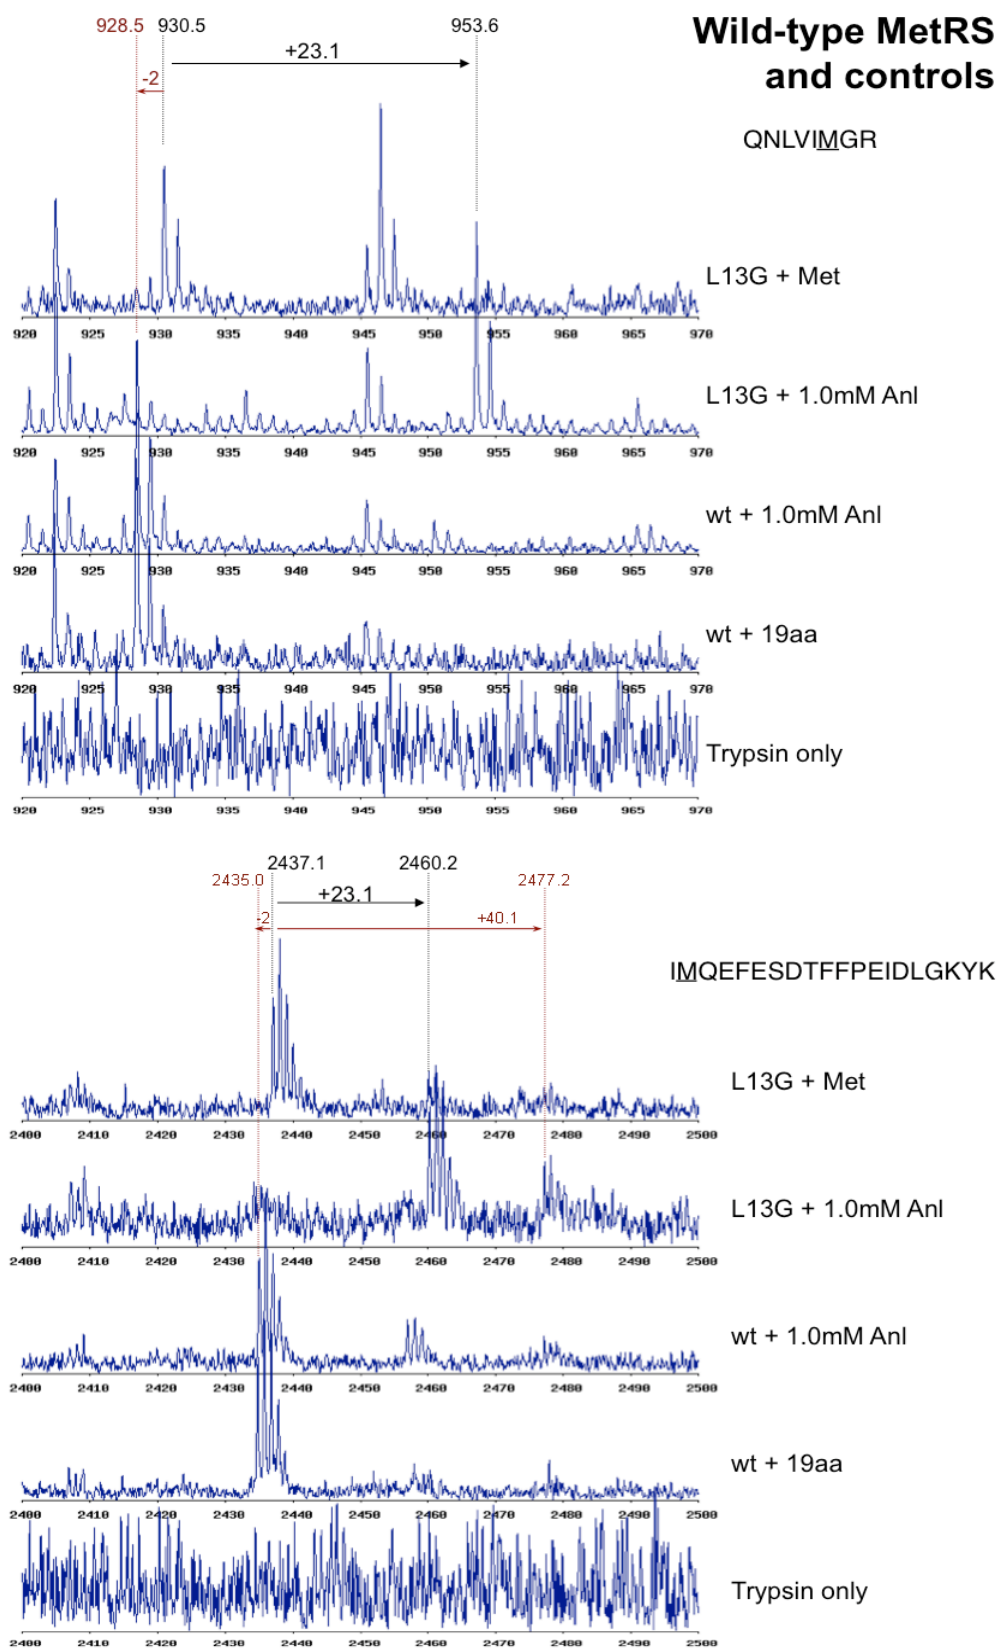 Wild-type MetRS
and controls
928.5 930.5 953.6
+23.1
-2
QNLVIMGR
L13G + Met
920 925 930 935 940 945 950 955 960 965 970
L13G + 1.0mM Anl
920 925 930 935 940 945 950 955 960 965 970
wt + 1.0mM Anl
920 925 930 935 940 945 950 955 960 965 970
wt + 19aa
920 925 930 935 940 945 950 955 960 965 970
Trypsin only
920 925 930 935 940 945 950 955 960 965 970
2437.1 2460.2
2435.0 2477.2
+23.1
-2 +40.1
IMQEFESDTFFPEIDLGKYK
L13G + Met
2400 2410 2420 2430 2440 2450 2460 2470 2480 2490 2500
L13G + 1.0mM Anl
2400 2410 2420 2430 2440 2450 2460 2470 2480 2490 2500
wt + 1.0mM Anl
2400 2410 2420 2430 2440 2450 2460 2470 2480 2490 2500
wt + 19aa
2400 2410 2420 2430 2440 2450 2460 2470 2480 2490 2500
Trypsin only
2400 2410 2420 2430 2440 2450 2460 2470 2480 2490 2500